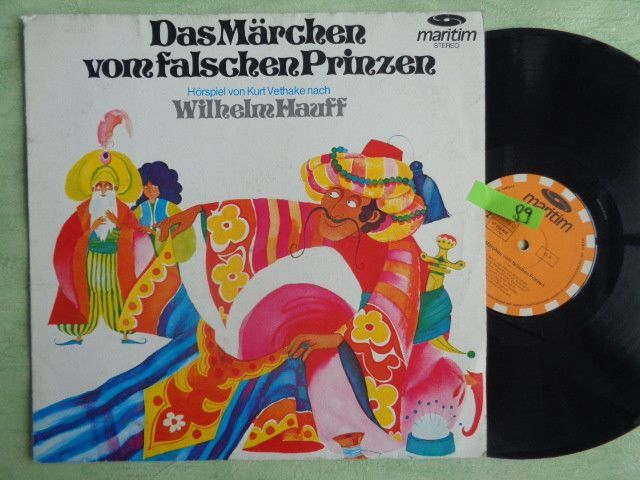 Das Märchen
vom falschen Prinzen
Hörspiel von Kurt Vethake nach
Wilhelm Hauff
maritim
STEREO
89
maritim